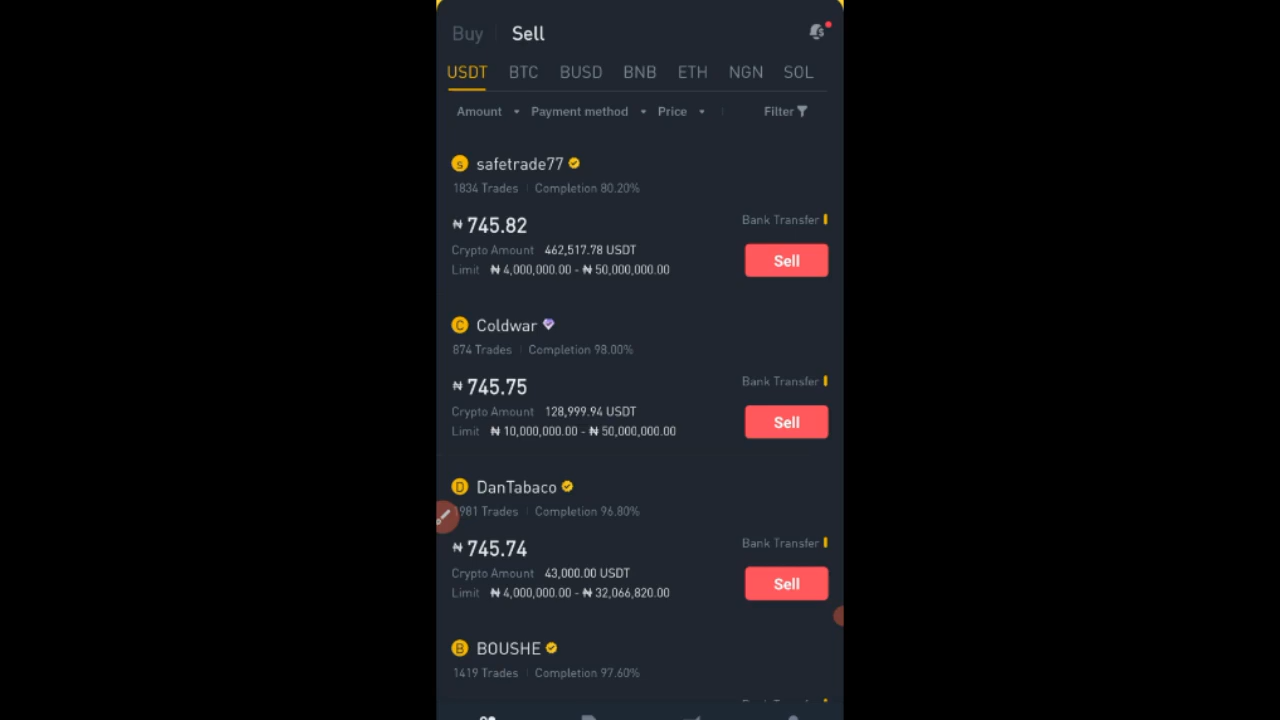 Buy Sell
USDT BTC BUSD BNB ETH NGN SOL
Amount Payment method Price Filter
S safetrade77
1834 Trades Completion 80.20%
₦ 745.82 Bank Transfer
Crypto Amount 462,517.78 USDT
Sell
Limit ₦ 4,000,000.00 - ₦ 50,000,000.00
C Coldwar
874 Trades Completion 98.00%
₦ 745.75 Bank Transfer
Crypto Amount 128,999.94 USDT
Sell
Limit ₦ 10,000,000.00 - ₦ 50,000,000.00
D DanTabaco
981 Trades Completion 96.80%
₦ 745.74 Bank Transfer
Crypto Amount 43,000.00 USDT
Sell
Limit ₦ 4,000,000.00 - ₦ 32,066,820.00
B BOUSHE
1419 Trades Completion 97.60%